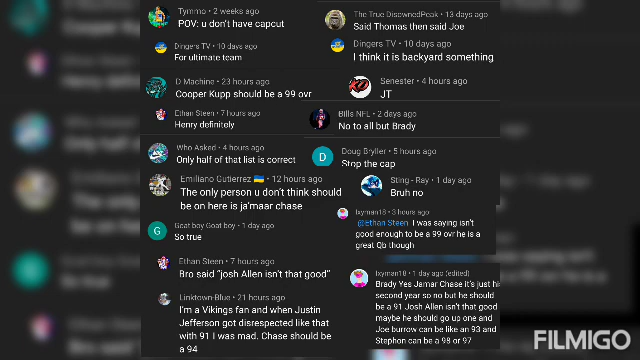 Tymmo • 2 weeks ago
POV: u don't have capcut
Dingers TV • 10 days ago
For ultimate team
D Machine • 23 hours ago
Cooper Kupp should be a 99 ovr
Ethan Steen • 7 hours ago
Henry definitely
Who Asked • 4 hours ago
Only half of that list is correct
Emiliano Gutierrez 🇺🇦 • 12 hours ago
The only person u don't think should
be on here is ja'maar chase
Goat boy Goat boy • 1 day ago
So true
Ethan Steen • 7 hours ago
Bro said "josh Allen isn't that good"
Linktown-Blue • 21 hours ago
I'm a Vikings fan and when Justin
Jefferson got disrespected like that
with 91 I was mad. Chase should be
a 94
The True DisownedPeak • 13 days ago
Said Thomas then said Joe
Dingers TV • 10 days ago
I think it is backyard something
Senester • 4 hours ago
JT
Bills NFL • 2 days ago
No to all but Brady
Doug Bryller • 5 hours ago
Stop the cap
Sting - Ray • 1 day ago
Bruh no
lxyman18 • 3 hours ago
@Ethan Steen I was saying isn't
good enough to be a 99 ovr he is a
great Qb though
lxyman18 • 1 day ago (edited)
Brady Yes Jamar Chase it's just his
second year so no but he should
be a 91 Josh Allen isn't that good
maybe he should go up one and
Joe burrow can be like an 93 and
Stephon can be a 98 or 97
FILMIGO